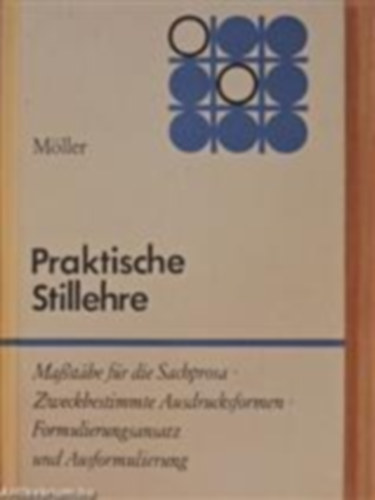 Möller
Praktische
Stillehre
Maßstäbe für die Sachprosa ·
Zweckbestimmte Ausdrucksformen ·
Formulierungsansatz
und Ausformulierung